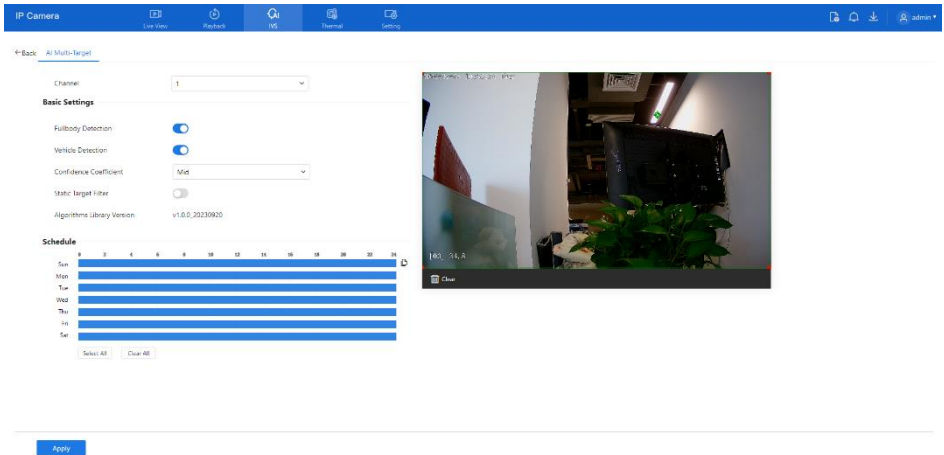 IP Camera
Live View
Playback
IVS
Thermal
Setting
admin
Back AI Multi-Target
Channel 1
Basic Settings
Fullbody Detection
Vehicle Detection
Confidence Coefficient Mid
Static Target Filter
Algorithms Library Version v1.0.0_20230920
Schedule
0 2 4 6 8 10 12 14 16 18 20 22 24
Sun
Mon
Tue
Wed
Thu
Fri
Sat
Select All Clear All
Clear
Apply